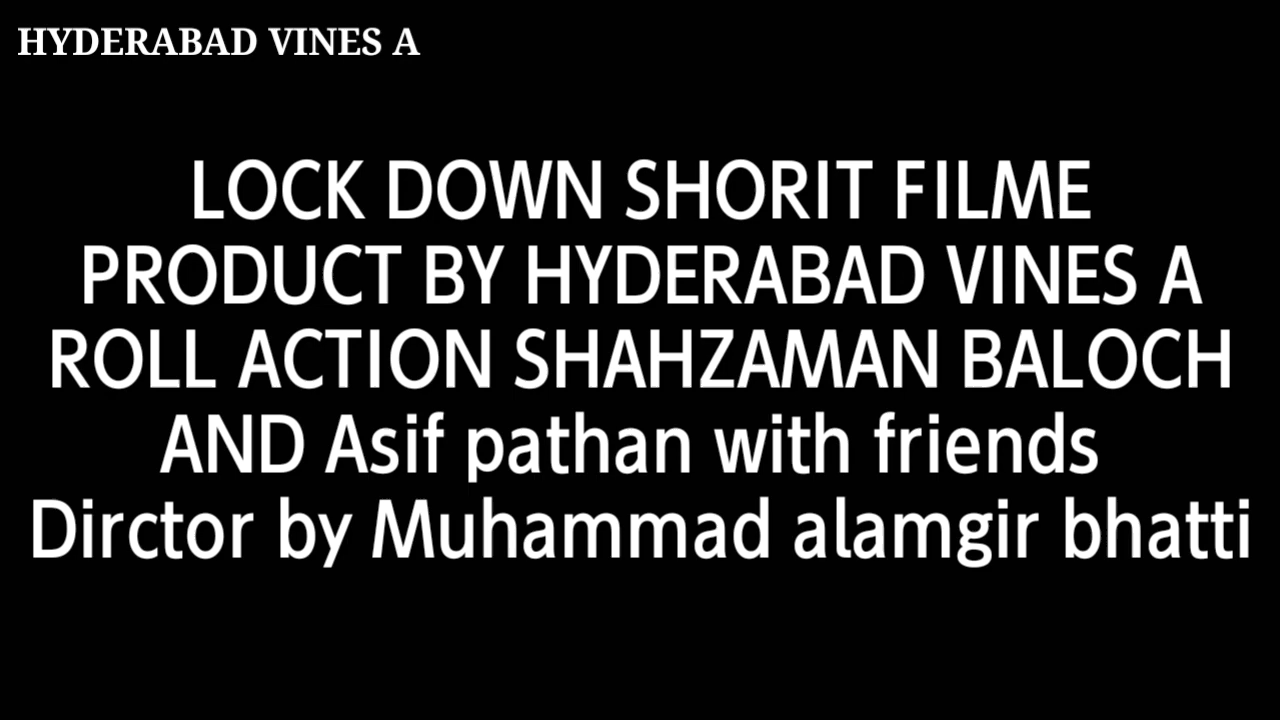 HYDERABAD VINES A
LOCK DOWN SHORIT FILME
PRODUCT BY HYDERABAD VINES A
ROLL ACTION SHAHZAMAN BALOCH
AND Asif pathan with friends
Dirctor by Muhammad alamgir bhatti